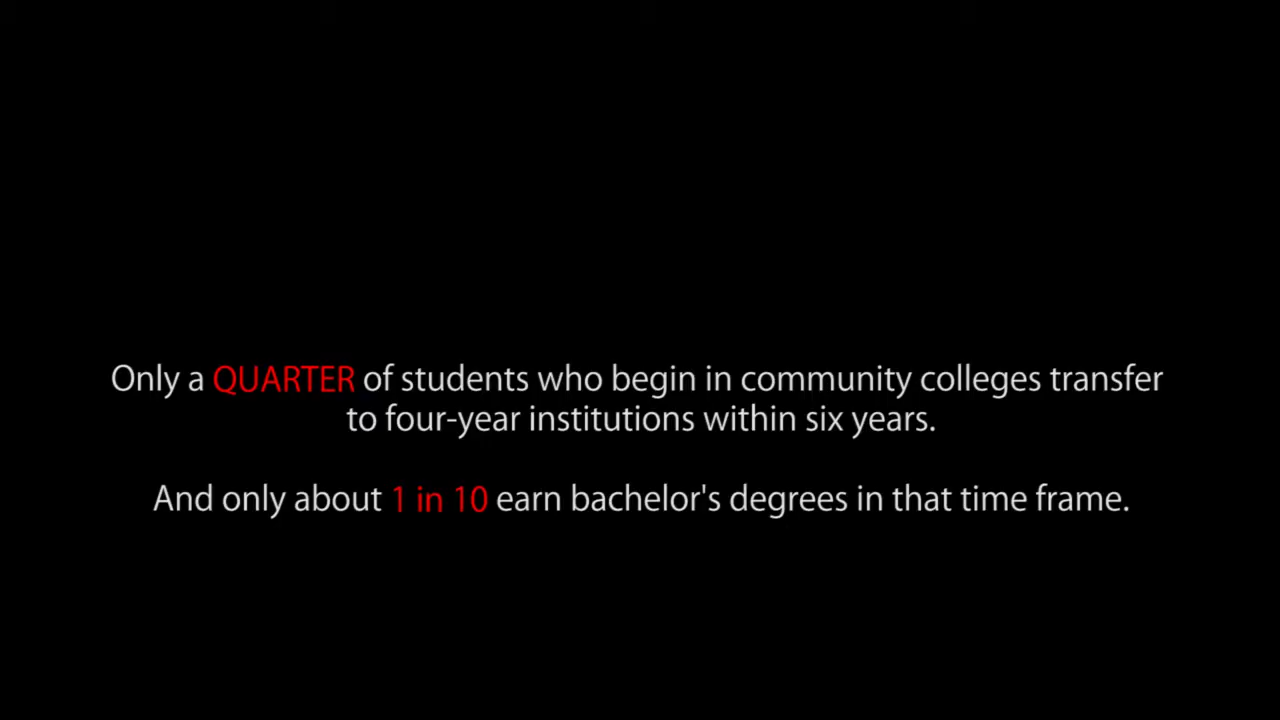 Only a QUARTER of students who begin in community colleges transfer
to four-year institutions within six years.
And only about 1 in 10 earn bachelor's degrees in that time frame.